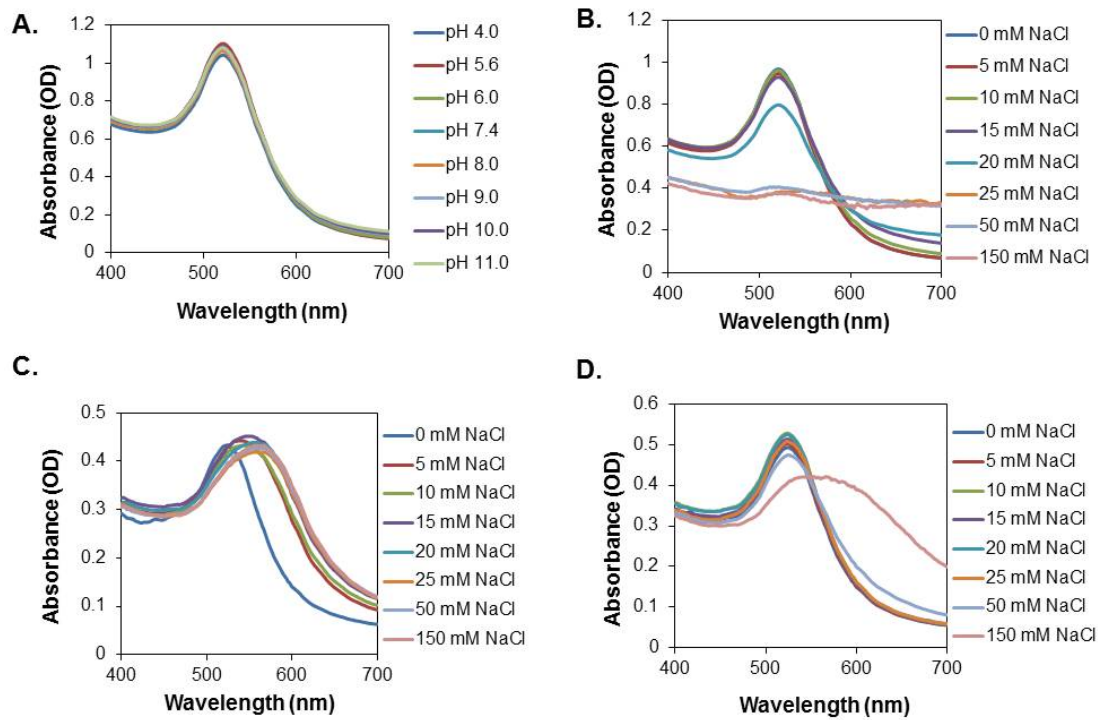 A.
Absorbance (OD)
1.2
1
0.8
0.6
0.4
0.2
0
400
500
600
700
Wavelength (nm)
pH 4.0
pH 5.6
pH 6.0
pH 7.4
pH 8.0
pH 9.0
pH 10.0
pH 11.0
B.
Absorbance (OD)
1.2
1
0.8
0.6
0.4
0.2
0
400
500
600
700
Wavelength (nm)
0 mM NaCl
5 mM NaCl
10 mM NaCl
15 mM NaCl
20 mM NaCl
25 mM NaCl
50 mM NaCl
150 mM NaCl
C.
Absorbance (OD)
0.5
0.4
0.3
0.2
0.1
0
400
500
600
700
Wavelength (nm)
0 mM NaCl
5 mM NaCl
10 mM NaCl
15 mM NaCl
20 mM NaCl
25 mM NaCl
50 mM NaCl
150 mM NaCl
D.
Absorbance (OD)
0.6
0.5
0.4
0.3
0.2
0.1
0
400
500
600
700
Wavelength (nm)
0 mM NaCl
5 mM NaCl
10 mM NaCl
15 mM NaCl
20 mM NaCl
25 mM NaCl
50 mM NaCl
150 mM NaCl